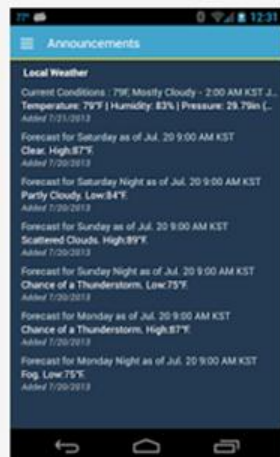 77° 12:31
Announcements
Local Weather
Current Conditions : 79F, Mostly Cloudy - 2:00 AM KST J...
Temperature: 79°F | Humidity: 83% | Pressure: 29.79in (...
Added 7/21/2013
Forecast for Saturday as of Jul. 20 9:00 AM KST
Clear. High:87°F.
Added 7/20/2013
Forecast for Saturday Night as of Jul. 20 9:00 AM KST
Partly Cloudy. Low:84°F.
Added 7/20/2013
Forecast for Sunday as of Jul. 20 9:00 AM KST
Scattered Clouds. High:89°F.
Added 7/20/2013
Forecast for Sunday Night as of Jul. 20 9:00 AM KST
Chance of a Thunderstorm. Low:75°F.
Added 7/20/2013
Forecast for Monday as of Jul. 20 9:00 AM KST
Chance of a Thunderstorm. High:87°F.
Added 7/20/2013
Forecast for Monday Night as of Jul. 20 9:00 AM KST
Fog. Low:75°F.
Added 7/20/2013